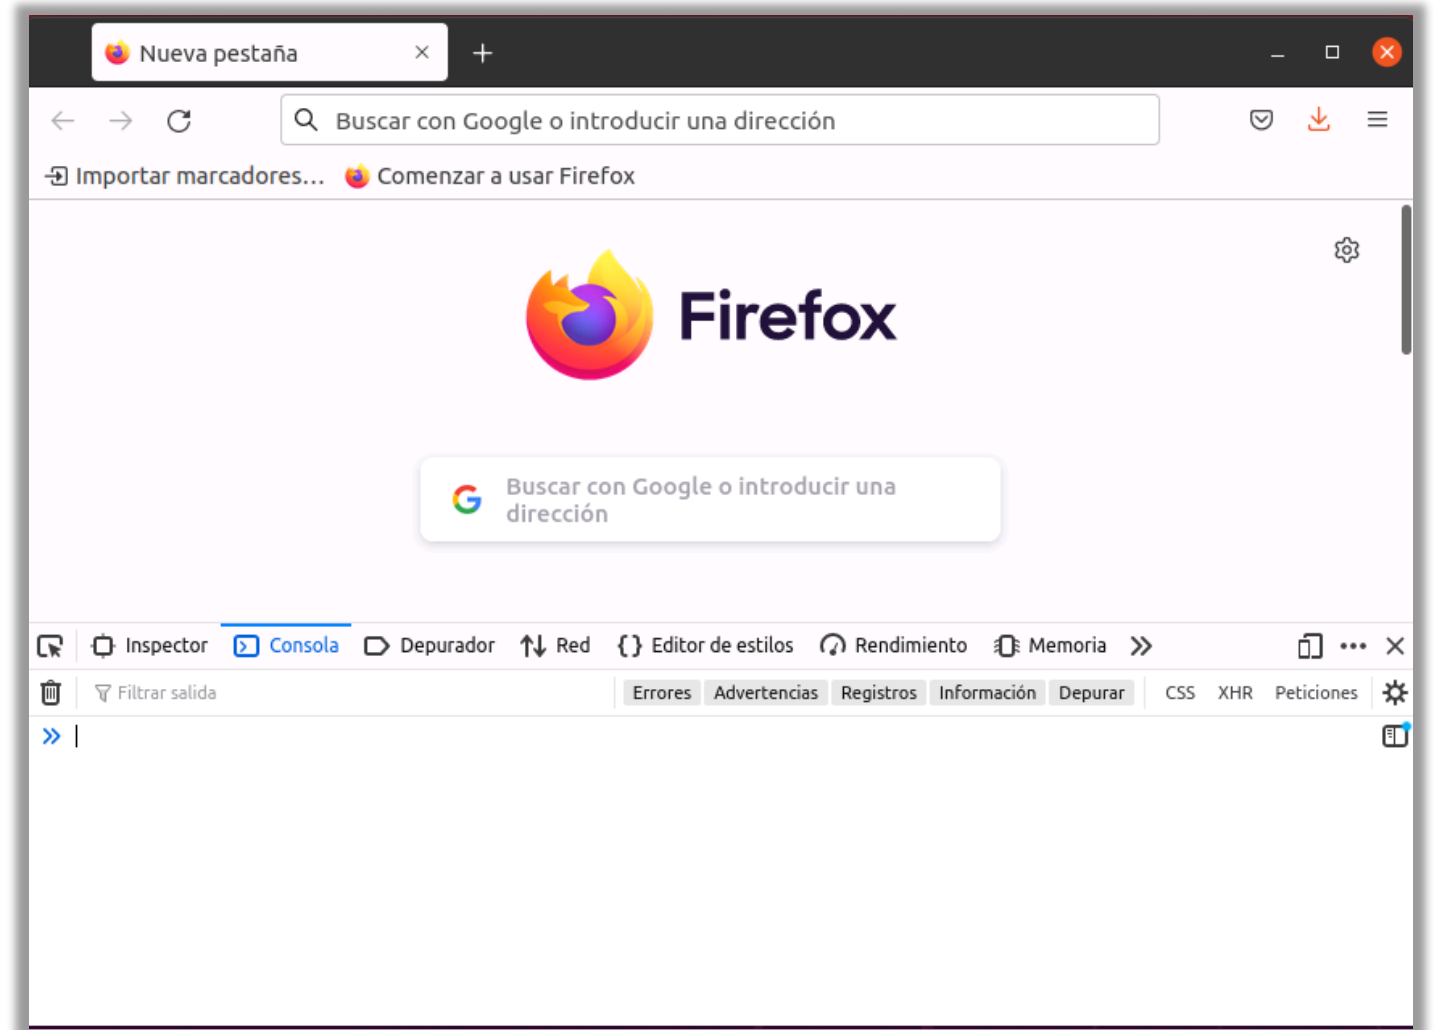 Nueva pestaña
Buscar con Google o introducir una dirección
Importar marcadores... Comenzar a usar Firefox
Firefox
Buscar con Google o introducir una
dirección
Inspector Consola Depurador Red Editor de estilos Rendimiento Memoria
Filtrar salida Errores Advertencias Registros Información Depurar CSS XHR Peticiones